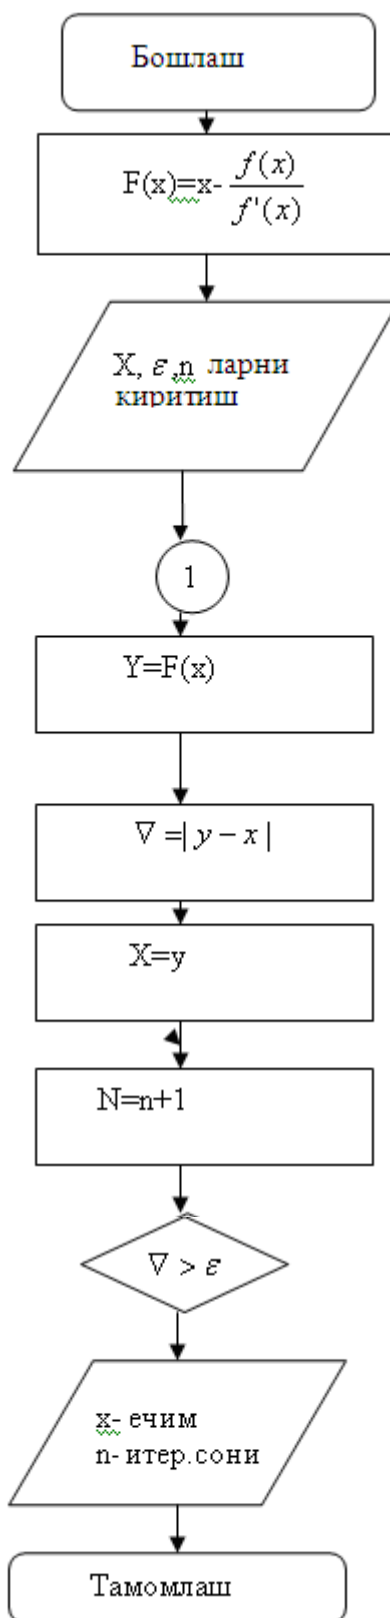 Бошлаш
F(x)=x- f(x)/f'(x)
X, ε,n ларни
киритиш
1
Y=F(x)
∇=|y−x|
X=y
N=n+1
∇>ε
x- ечим
n- итер.сони
Тамомлаш